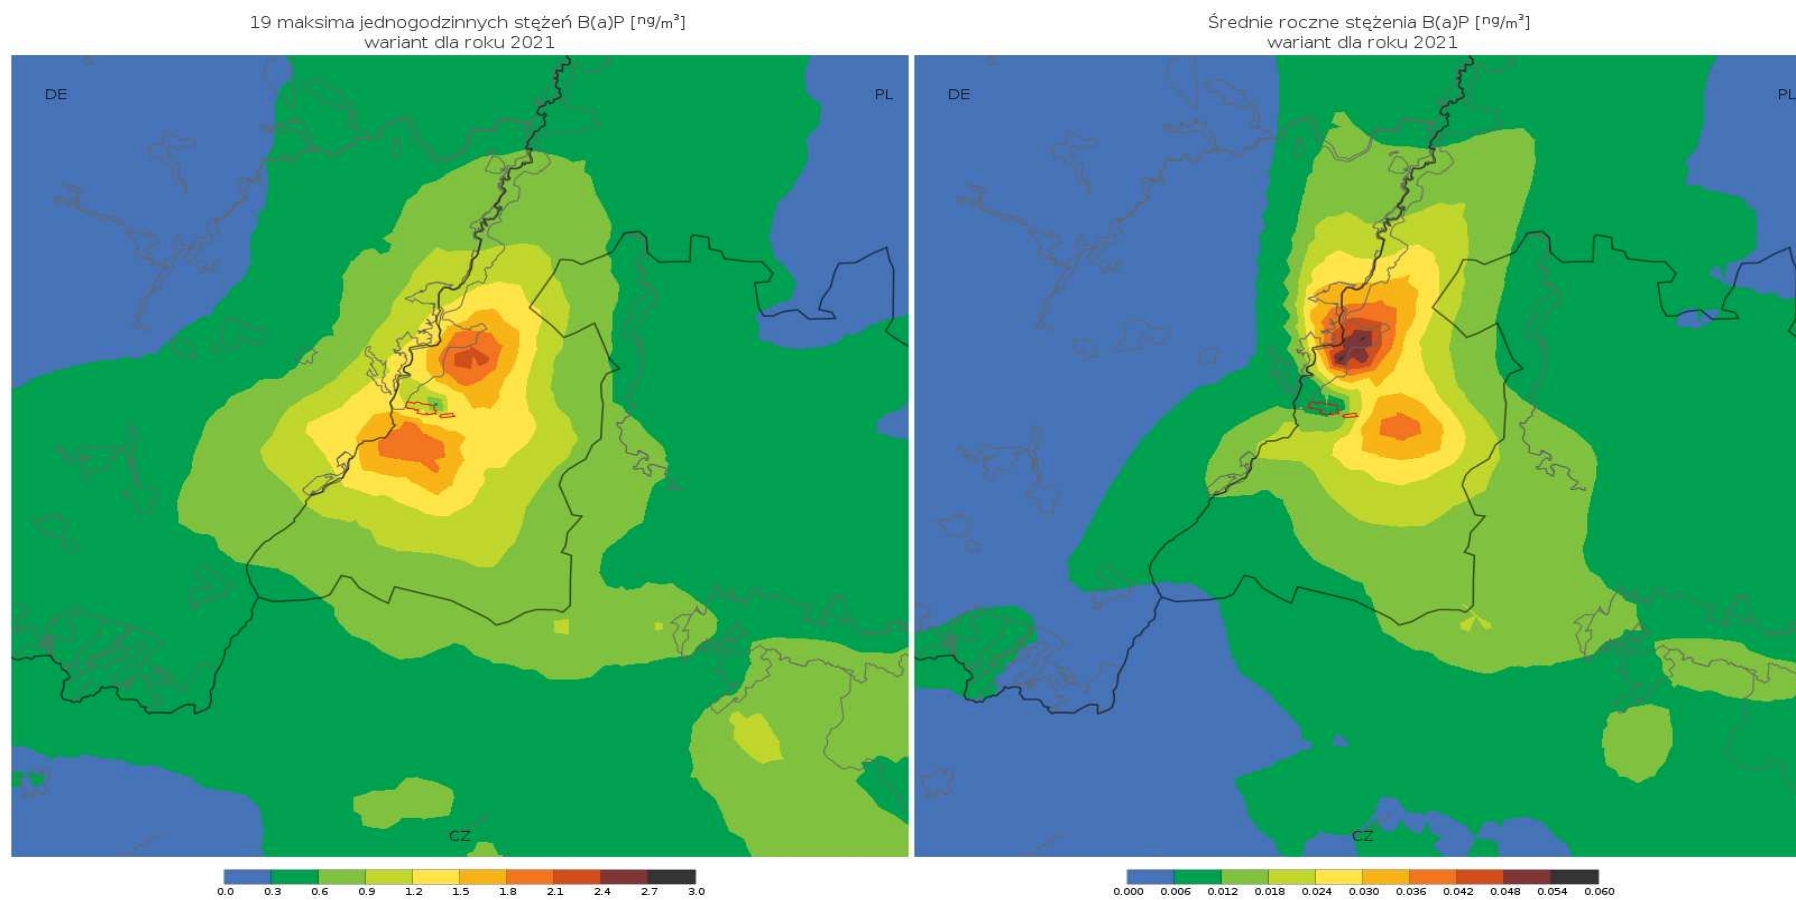 19 maksima jednogodzinnych stężeń B(a)P [ng/m³]
wariant dla roku 2021
DE
PL
CZ
0.0 0.3 0.6 0.9 1.2 1.5 1.8 2.1 2.4 2.7 3.0
Średnie roczne stężenia B(a)P [ng/m³]
wariant dla roku 2021
DE
PL
CZ
0.000 0.006 0.012 0.018 0.024 0.030 0.036 0.042 0.048 0.054 0.060